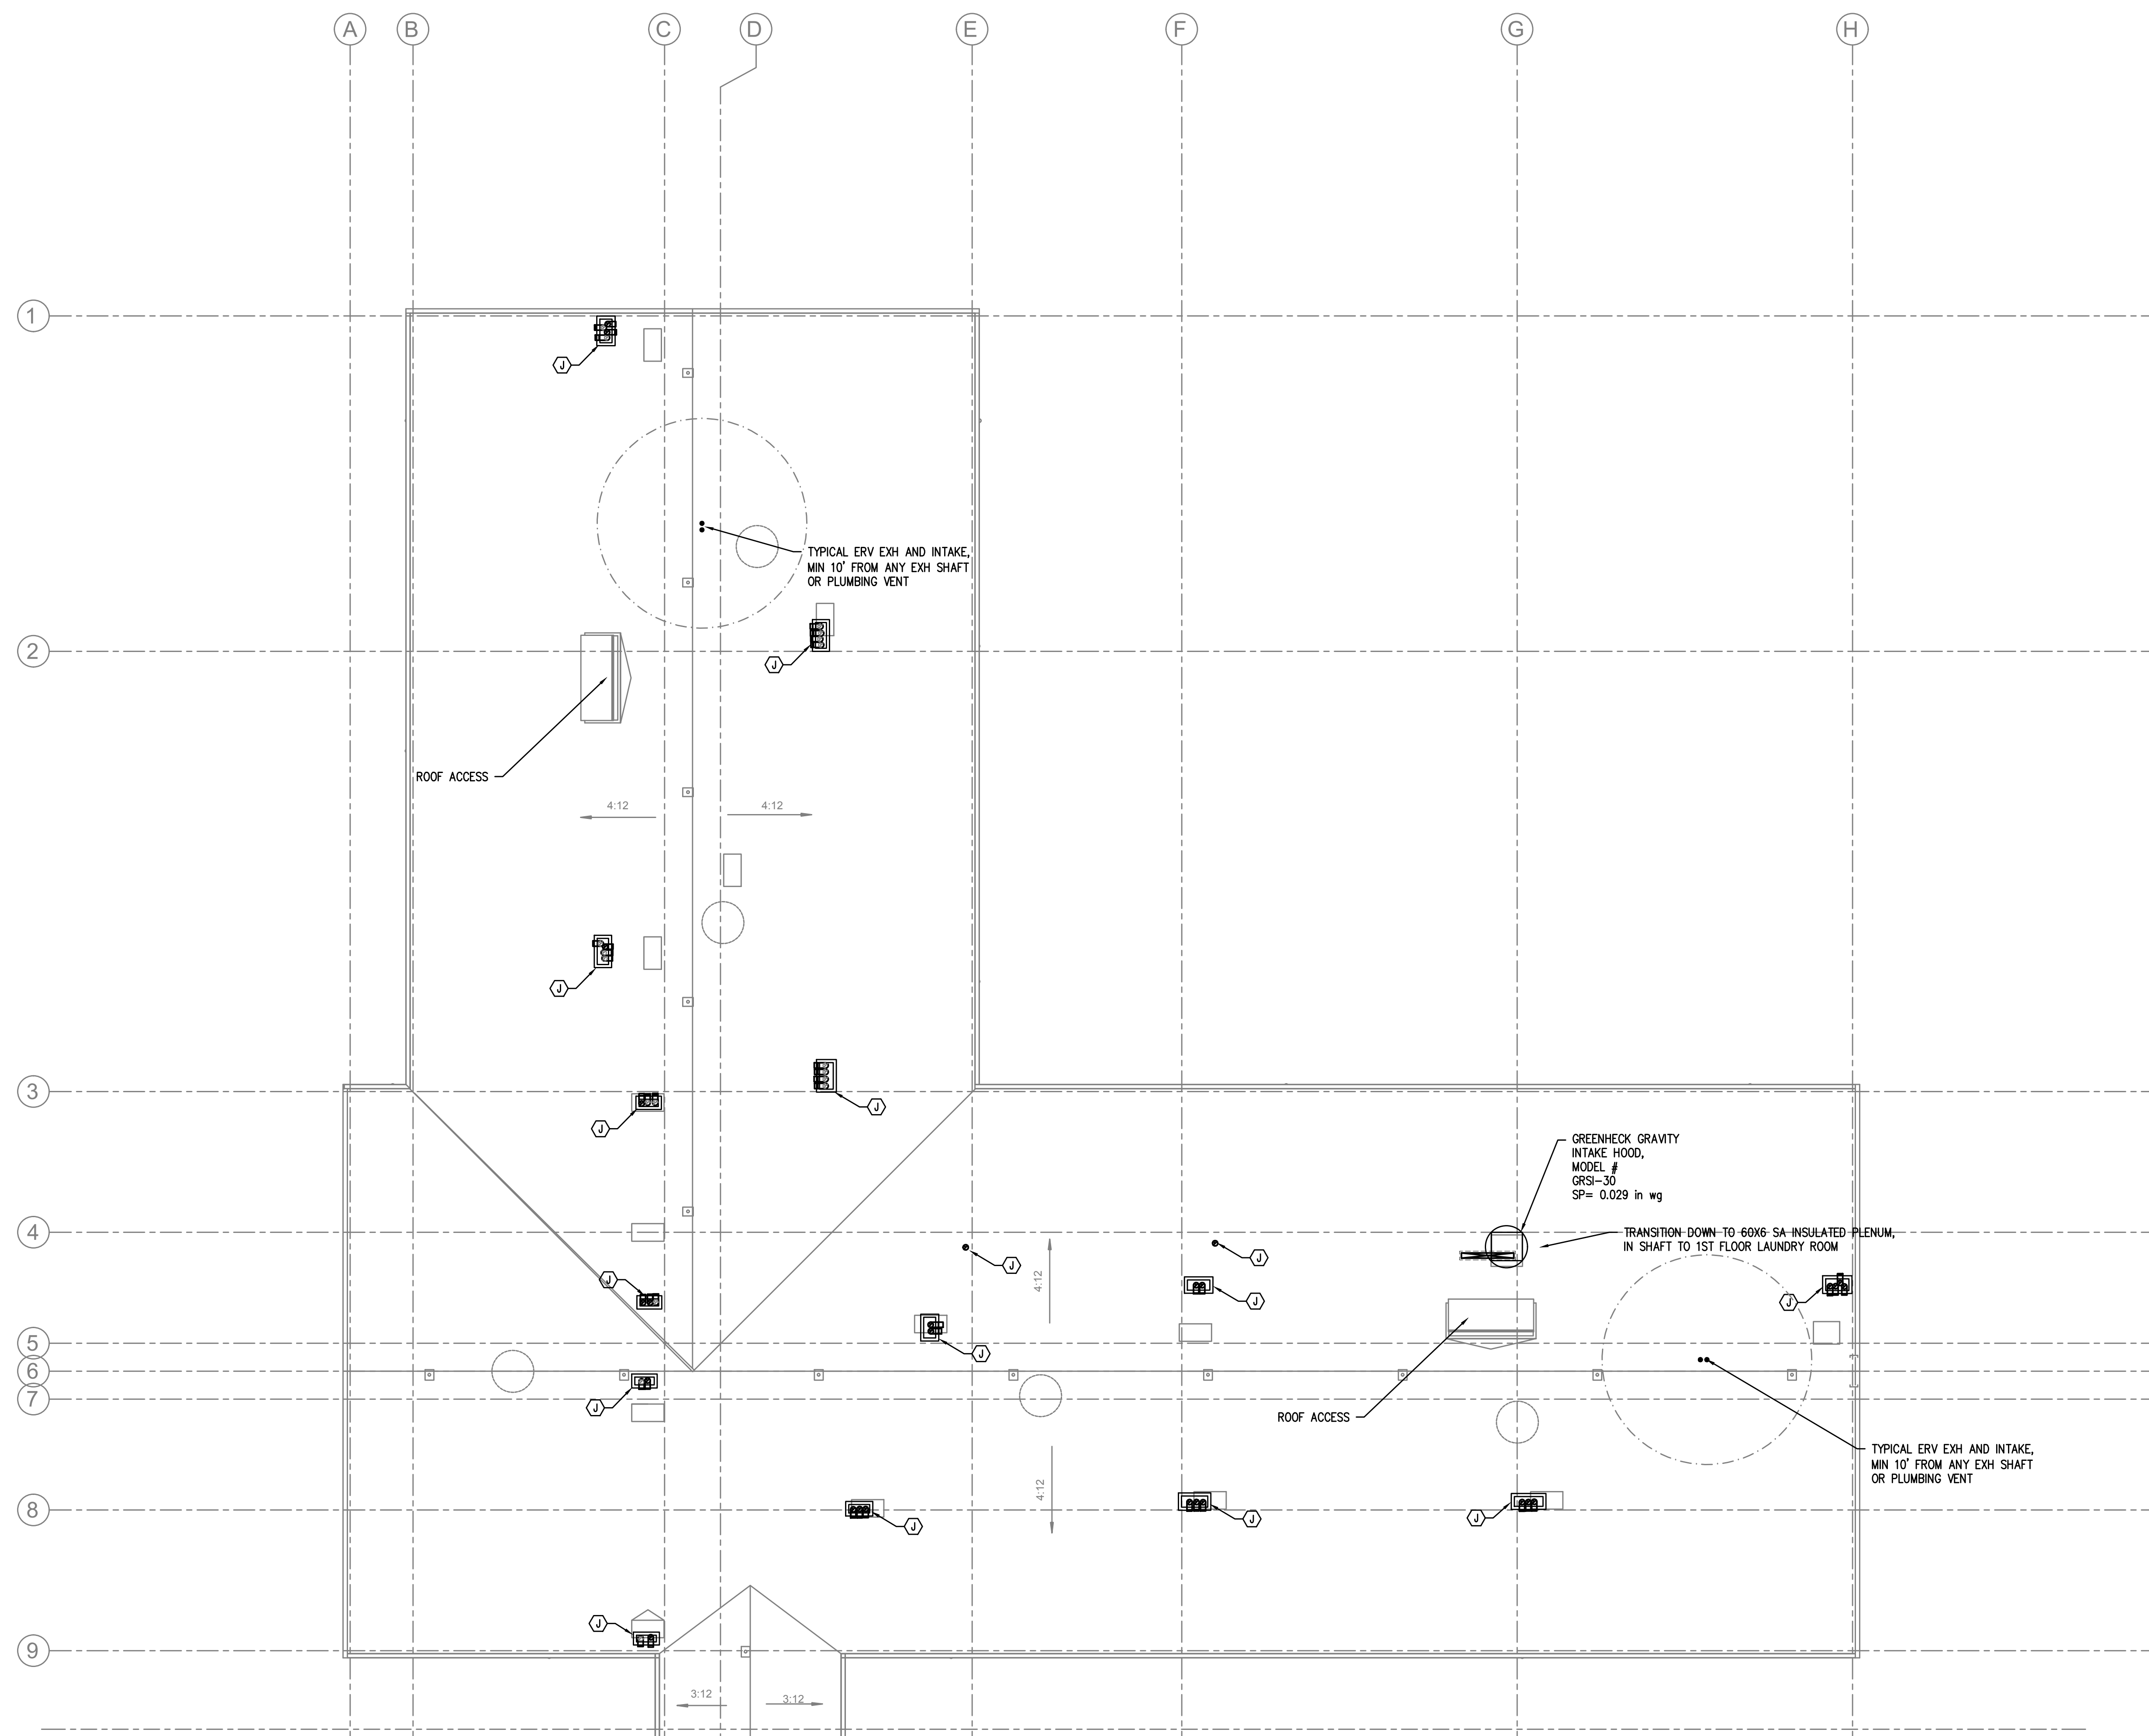 A B C D E F G H
1
J
TYPICAL ERV EXH AND INTAKE,
MIN 10' FROM ANY EXH SHAFT
OR PLUMBING VENT
2
J
ROOF ACCESS
4:12 4:12
J
3
J
J
GREENHECK GRAVITY
INTAKE HOOD,
MODEL #
GRSI-30
SP= 0.029 in wg
4
TRANSITION DOWN TO 60X6 SA INSULATED PLENUM,
IN SHAFT TO 1ST FLOOR LAUNDRY ROOM
J
J
4:12
J
J
J
5
J
6
7
J
ROOF ACCESS
TYPICAL ERV EXH AND INTAKE,
MIN 10' FROM ANY EXH SHAFT
OR PLUMBING VENT
4:12
8
J
J
J
J
9
3:12 3:12